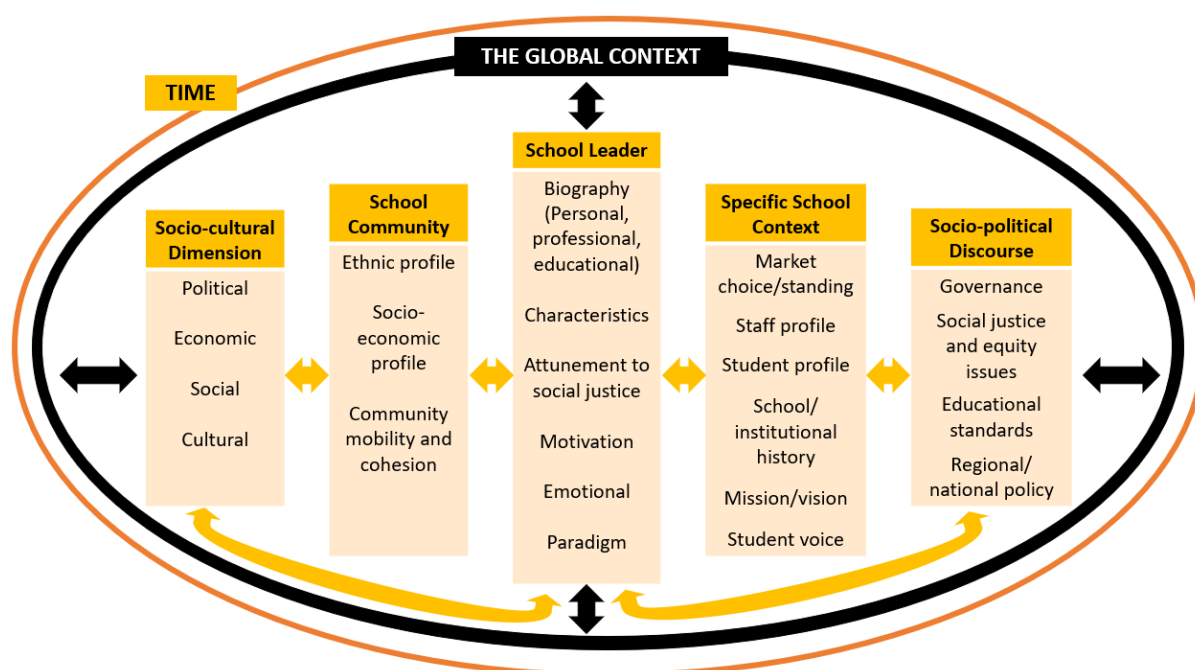 THE GLOBAL CONTEXT
TIME
Socio-cultural
Dimension
Political
Economic
Social
Cultural
School
Community
Ethnic profile
Socio-
economic
profile
Community
mobility and
cohesion
School Leader
Biography
(Personal,
professional,
educational)
Characteristics
Attunement to
social justice
Motivation
Emotional
Paradigm
Specific School
Context
Market
choice/standing
Staff profile
Student profile
School/
institutional
history
Mission/vision
Student voice
Socio-political
Discourse
Governance
Social justice
and equity
issues
Educational
standards
Regional/
national policy